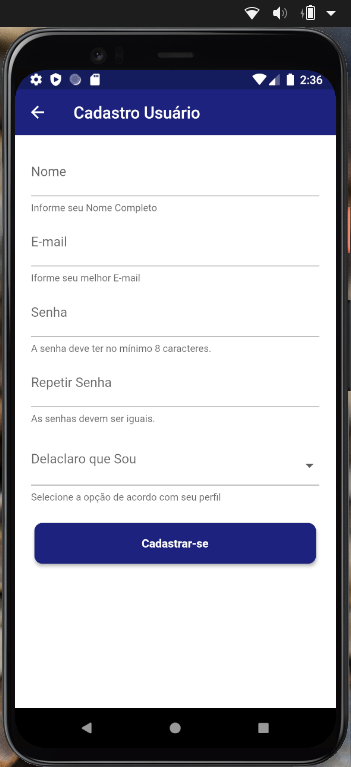 2:36
Cadastro Usuário
Nome
Informe seu Nome Completo
E-mail
Iforme seu melhor E-mail
Senha
A senha deve ter no mínimo 8 caracteres.
Repetir Senha
As senhas devem ser iguais.
Delaclaro que Sou
Selecione a opção de acordo com seu perfil
Cadastrar-se